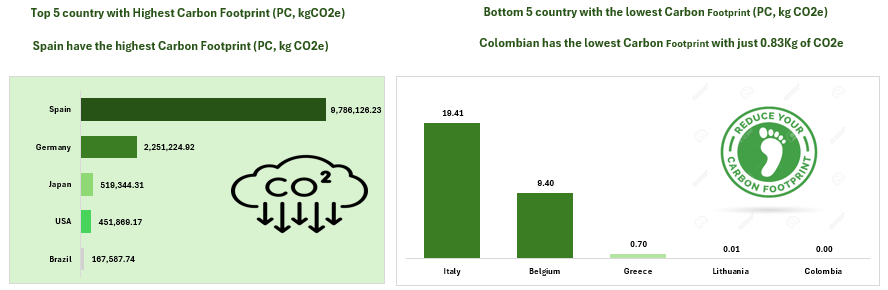 Top 5 country with Highest Carbon Footprint (PC, kgCO2e)
Spain have the highest Carbon Footprint (PC, kg CO2e)
Spain 9,786,126.23
Germany 2,251,224.92
Japan 519,344.31
USA 451,869.17
Brazil 167,587.74
CO2
Bottom 5 country with the lowest Carbon Footprint (PC, kg CO2e)
Colombian has the lowest Carbon Footprint with just 0.83Kg of CO2e
19.41
9.40
0.70
0.01
0.00
Italy Belgium Greece Lithuania Colombia
REDUCE YOUR
CARBON FOOTPRINT